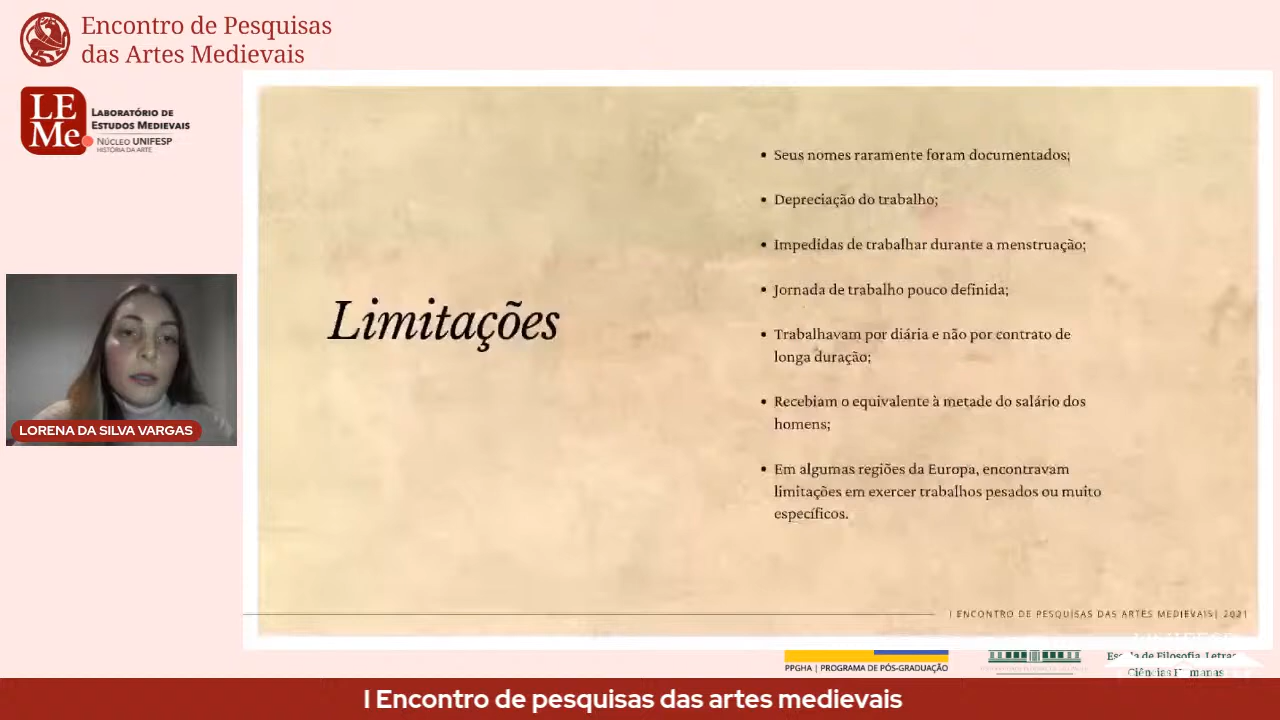 Encontro de Pesquisas
das Artes Medievais
LE
Me
LABORATÓRIO DE
ESTUDOS MEDIEVAIS
NÚCLEO UNIFESP
HISTÓRIA DA ARTE
Limitações
• Seus nomes raramente foram documentados;
• Depreciação do trabalho;
• Impedidas de trabalhar durante a menstruação;
• Jornada de trabalho pouco definida;
• Trabalhavam por diária e não por contrato de
longa duração;
• Recebiam o equivalente à metade do salário dos
homens;
• Em algumas regiões da Europa, encontravam
limitações em exercer trabalhos pesados ou muito
específicos.
LORENA DA SILVA VARGAS
I ENCONTRO DE PESQUISAS DAS ARTES MEDIEVAIS| 2021
UNIFESP
PPGHA | PROGRAMA DE PÓS-GRADUAÇÃO
de Filosofia, Letras
I Encontro de pesquisas das artes medievais